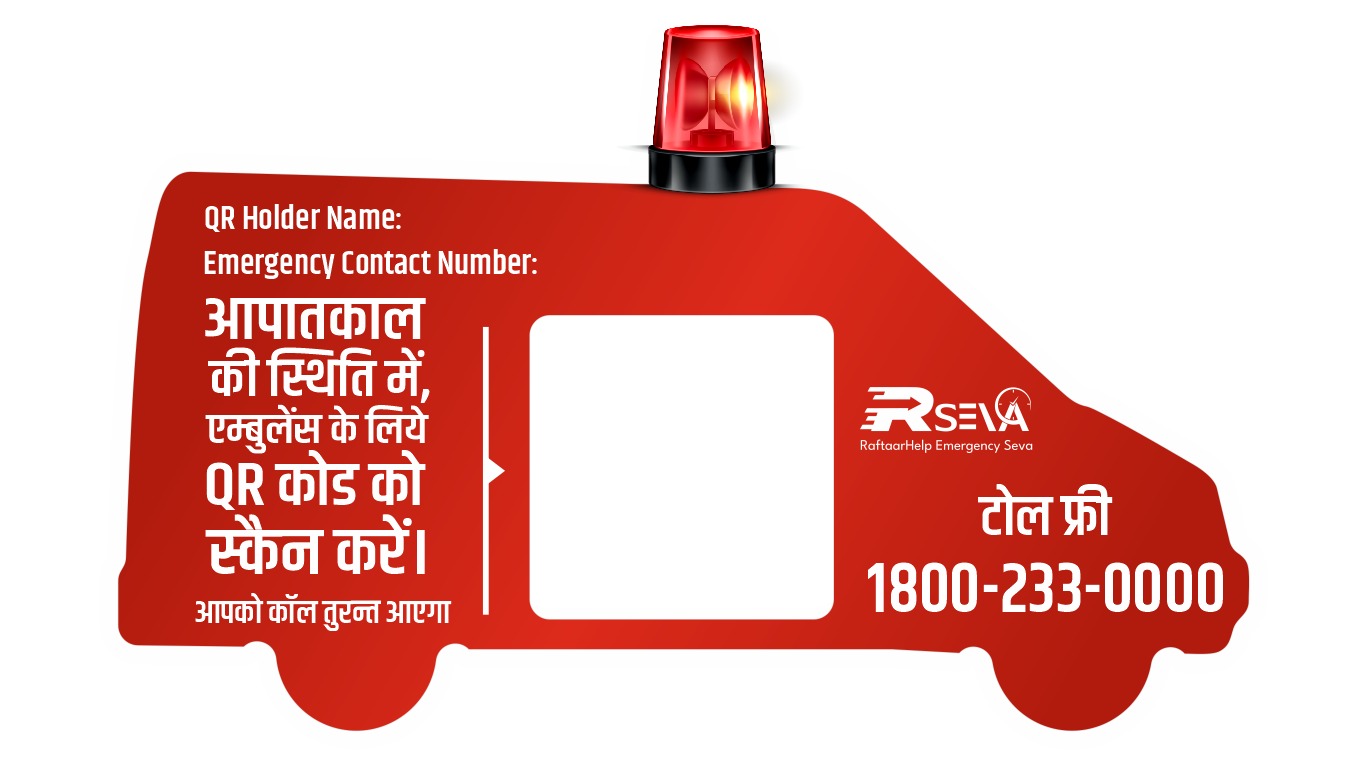 QR Holder Name:
Emergency Contact Number:
आपातकाल
की स्थिति में,
एम्बुलेंस के लिये
QR कोड को
स्कैन करें।
आपको कॉल तुरन्त आएगा
RSEVA
RaftaarHelp Emergency Seva
टोल फ्री
1800-233-0000